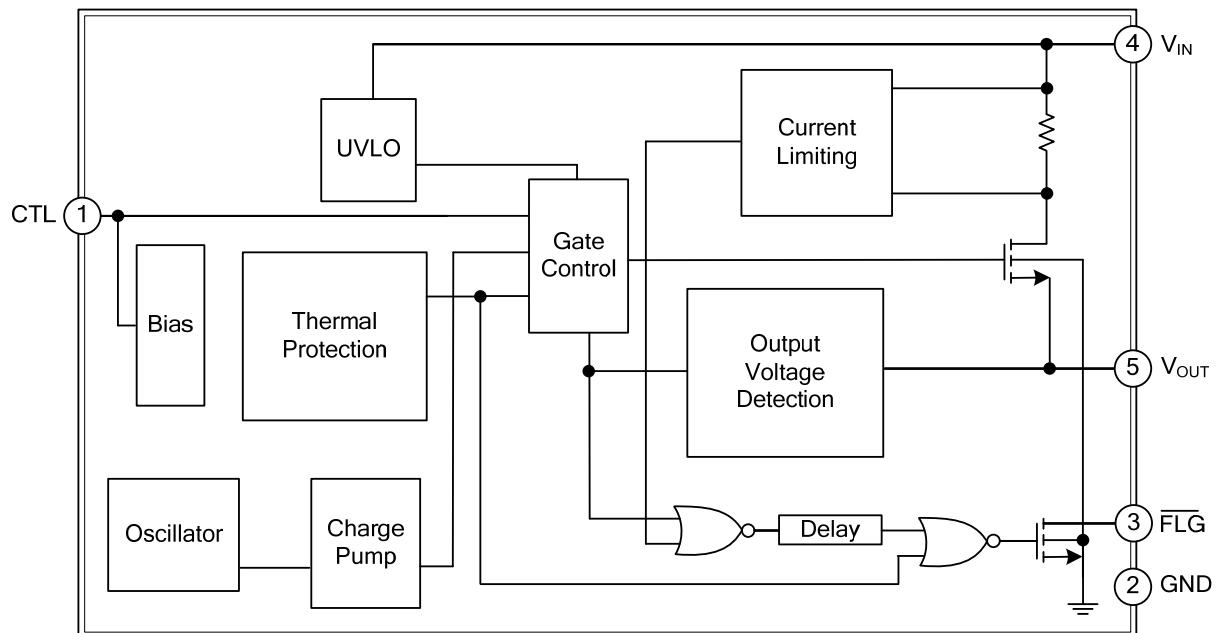 4 VIN
UVLO
Current
Limiting
CTL 1
Gate
Control
Bias
Thermal
Protection
Output
Voltage
Detection
5 VOUT
Oscillator
Charge
Pump
Delay
3 F̅L̅G̅
2 GND